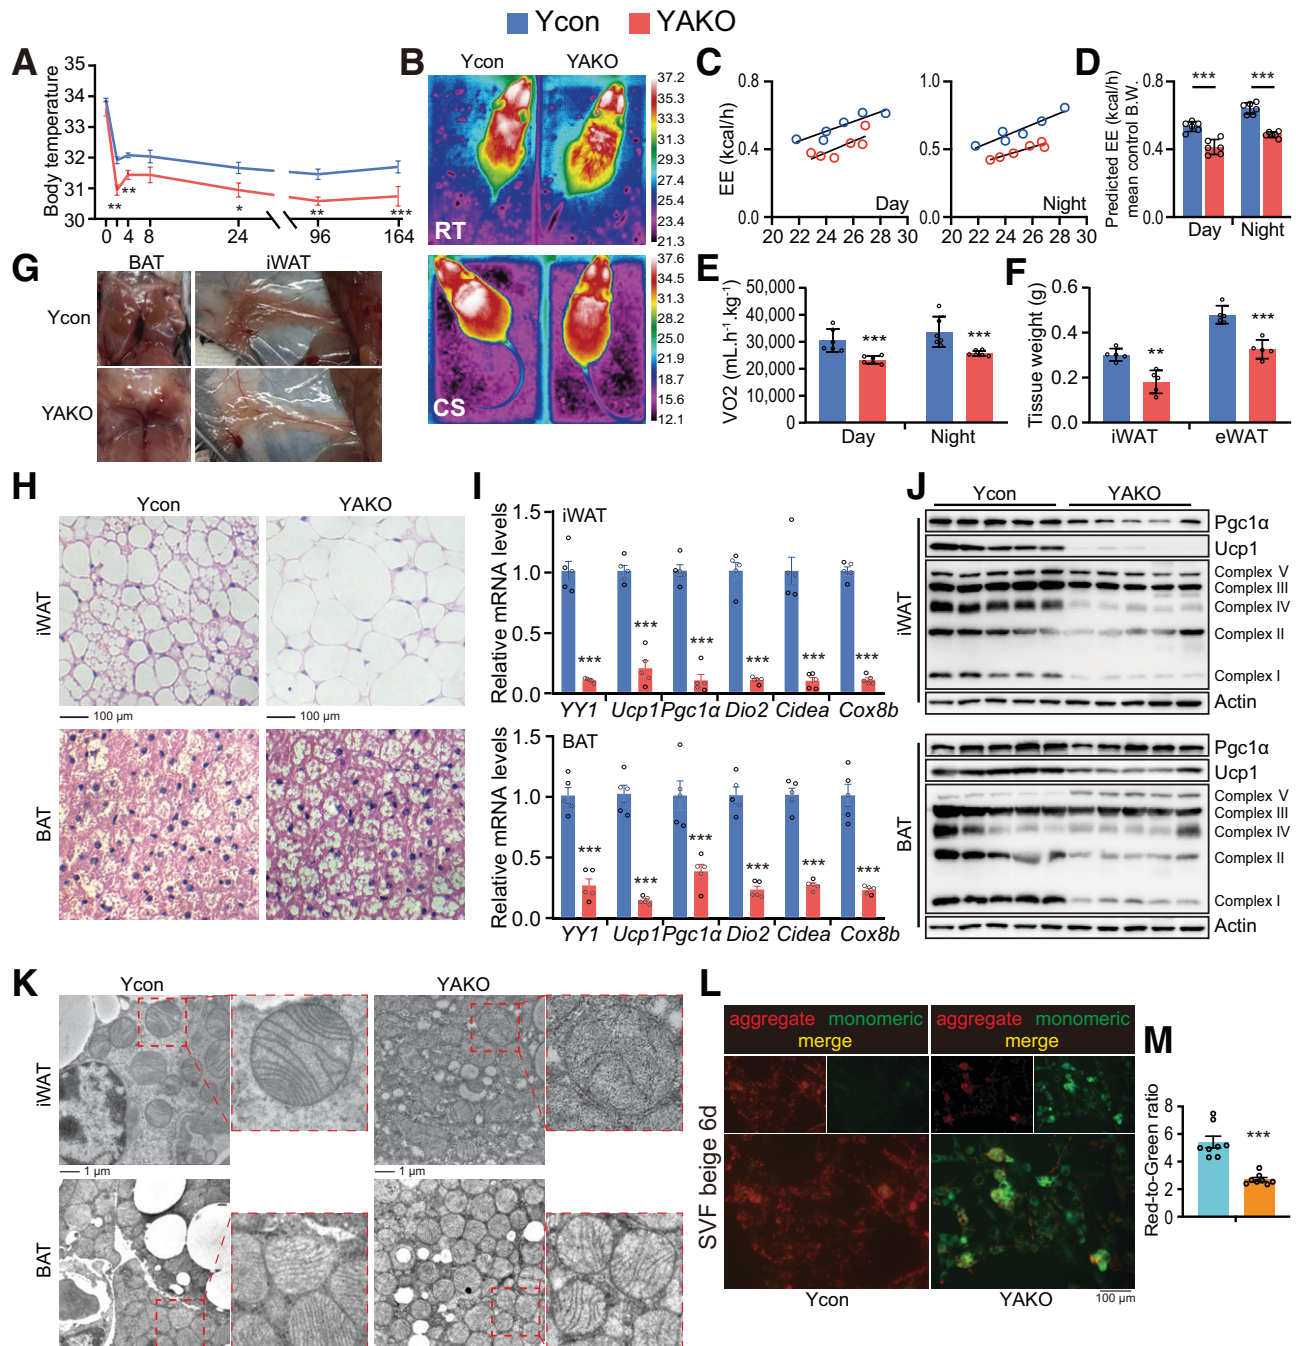 Ycon YAKO
A
Body temperature
35
34
33
32
31
30
** ** * ** ***
0 4 8 24 96 164
B
Ycon YAKO
RT
37.2
35.3
33.3
31.3
29.3
27.4
25.4
23.4
21.3
CS
37.6
34.5
31.3
28.2
25.0
21.9
18.7
15.6
12.1
C
EE (kcal/h)
0.8
0.4
0.0
Day
20 22 24 26 28 30
1.0
0.5
0.0
Night
20 22 24 26 28 30
D
Predicted EE (kcal/h)
mean control B.W.
0.8
0.4
0.0
*** ***
Day Night
E
VO2 (mL.h⁻¹.kg⁻¹)
50,000
40,000
30,000
20,000
10,000
0
*** ***
Day Night
F
Tissue weight (g)
0.6
0.4
0.2
0.0
** ***
iWAT eWAT
G
BAT iWAT
Ycon
YAKO
H
Ycon YAKO
iWAT
100 μm 100 μm
BAT
I
Relative mRNA levels
iWAT
1.5
1.0
0.5
0.0
*** *** *** *** *** ***
YY1 Ucp1 Pgc1α Dio2 Cidea Cox8b
Relative mRNA levels
BAT
1.5
1.0
0.5
0.0
*** *** *** *** *** ***
YY1 Ucp1 Pgc1α Dio2 Cidea Cox8b
J
Ycon YAKO
iWAT
Pgc1α
Ucp1
Complex V
Complex III
Complex IV
Complex II
Complex I
Actin
BAT
Pgc1α
Ucp1
Complex V
Complex III
Complex IV
Complex II
Complex I
Actin
K
Ycon YAKO
iWAT
1 μm 1 μm
BAT
L
aggregate monomeric
merge
aggregate monomeric
merge
SVF beige 6d
Ycon YAKO
100 μm
M
Red-to-Green ratio
8
6
4
2
0
***